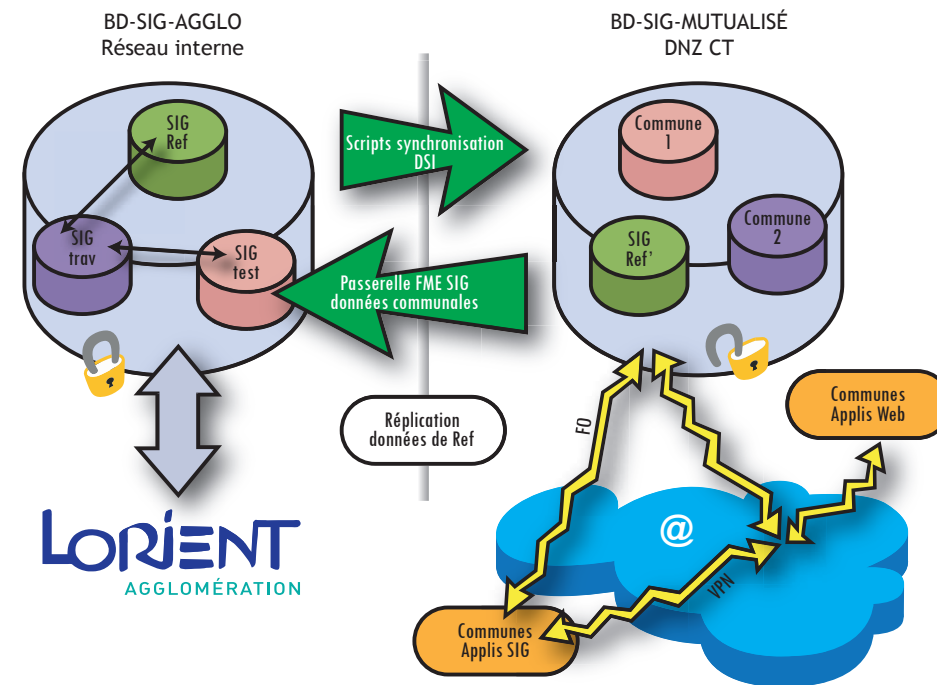 BD-SIG-AGGLO
Réseau interne
BD-SIG-MUTUALISÉ
DNZ CT
SIG
Ref
SIG
trav
SIG
test
Scripts synchronisation
DSI
Passerelle FME SIG
données communales
Commune
1
Commune
2
SIG
Ref’
Réplication
données de Ref
FO
Communes
Applis Web
@
VPN
Communes
Applis SIG
LORIENT
AGGLOMÉRATION